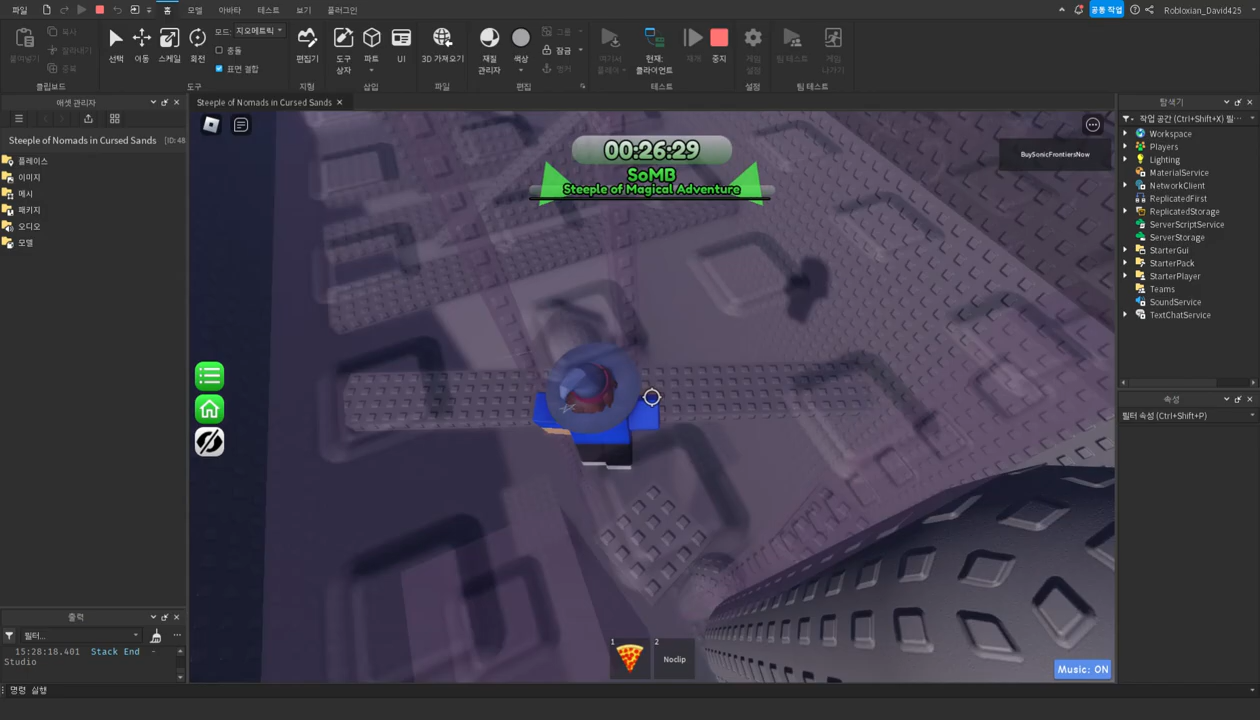 파일
홈
모델
아바타
테스트
보기
플러그인
공동 작업
Robloxian_David425
붙여넣기
복사
잘라내기
중복
클립보드
선택
이동
스케일
회전
모드:
지오메트릭
충돌
표면 결합
도구
편집기
지형
도구
상자
파트
UI
삽입
3D 가져오기
파일
재질
관리자
색상
그룹
잠금
앵커
편집
여기서
플레이
현재:
클라이언트
재개
중지
테스트
게임
설정
설정
팀 테스트
게임
나가기
팀 테스트
애셋 관리자
Steeple of Nomads in Cursed Sands
탐색기
Steeple of Nomads in Cursed Sands
[ID:48
플레이스
이미지
메시
패키지
오디오
모델
00:26:29
SoMB
Steeple of Magical Adventure
BuySonicFrontiersNow
작업 공간 (Ctrl+Shift+X) 필…
Workspace
Players
Lighting
MaterialService
NetworkClient
ReplicatedFirst
ReplicatedStorage
ServerScriptService
ServerStorage
StarterGui
StarterPack
StarterPlayer
Teams
SoundService
TextChatService
속성
필터 속성 (Ctrl+Shift+P)
출력
필터...
15:28:18.401 Stack End -
Studio
1
2
Noclip
Music: ON
명령 실행